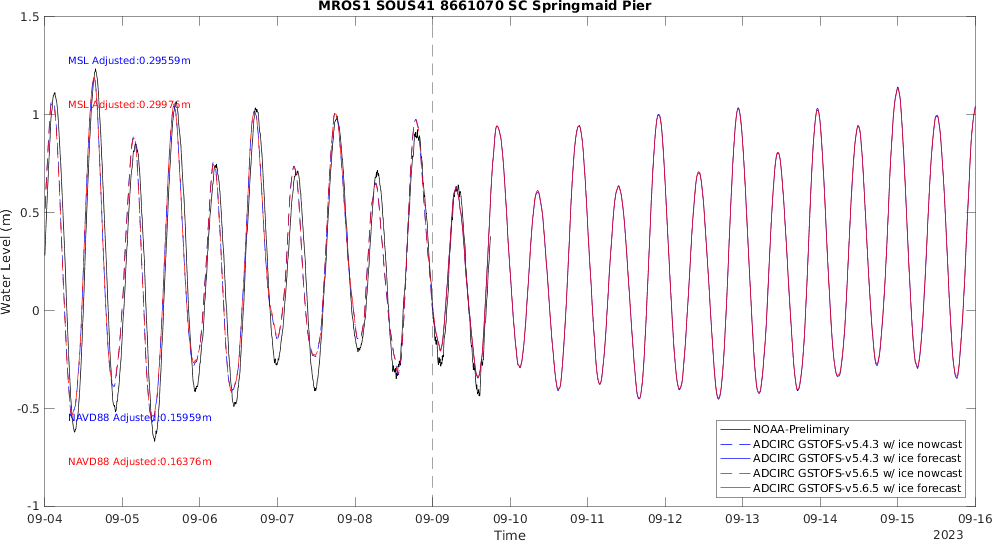 MROS1 SOUS41 8661070 SC Springmaid Pier
1.5
MSL Adjusted:0.29559m
MSL Adjusted:0.29976m
1
0.5
Water Level (m)
0
-0.5
NAVD88 Adjusted:0.15959m
NAVD88 Adjusted:0.16376m
NOAA-Preliminary
ADCIRC GSTOFS-v5.4.3 w/ ice nowcast
ADCIRC GSTOFS-v5.4.3 w/ ice forecast
ADCIRC GSTOFS-v5.6.5 w/ ice nowcast
ADCIRC GSTOFS-v5.6.5 w/ ice forecast
-1
09-04 09-05 09-06 09-07 09-08 09-09 09-10 09-11 09-12 09-13 09-14 09-15 09-16
Time
2023